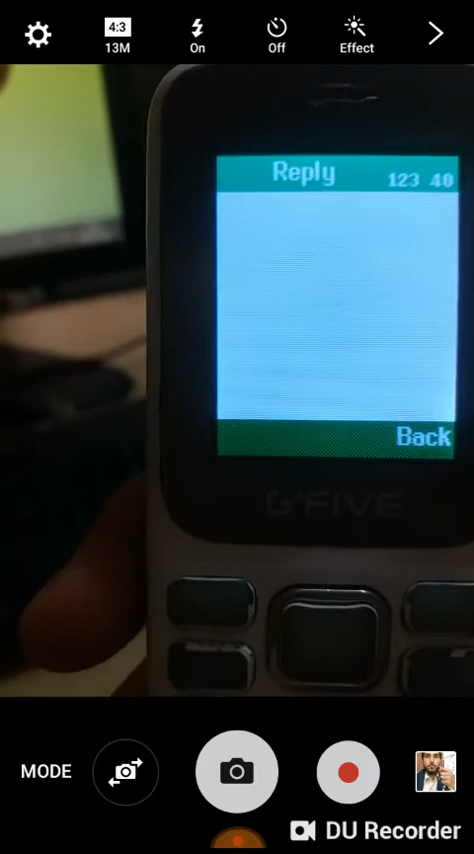 4:3
13M
On
Off
Effect
Reply
123 40
Back
G'FIVE
MODE
DU Recorder